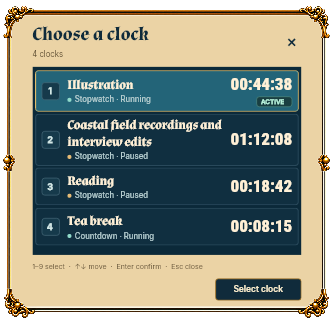 Choose a clock
4 clocks
×
1 Illustration 00:44:38
Stopwatch · Running ACTIVE
2 Coastal field recordings and
interview edits 01:12:08
Stopwatch · Paused
3 Reading 00:18:42
Stopwatch · Paused
4 Tea break 00:08:15
Countdown · Running
1–9 select · ↑↓ move · Enter confirm · Esc close
Select clock